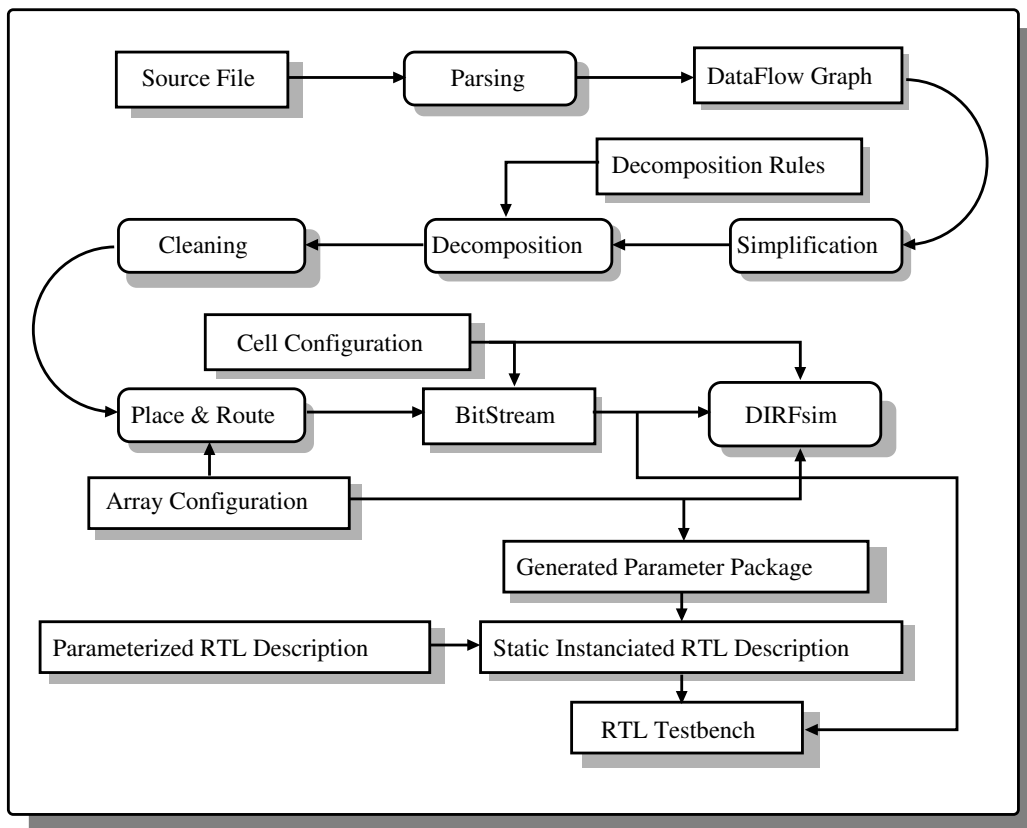 Source File
Parsing
DataFlow Graph
Decomposition Rules
Cleaning
Decomposition
Simplification
Cell Configuration
Place & Route
BitStream
DIRFsim
Array Configuration
Generated Parameter Package
Parameterized RTL Description
Static Instanciated RTL Description
RTL Testbench